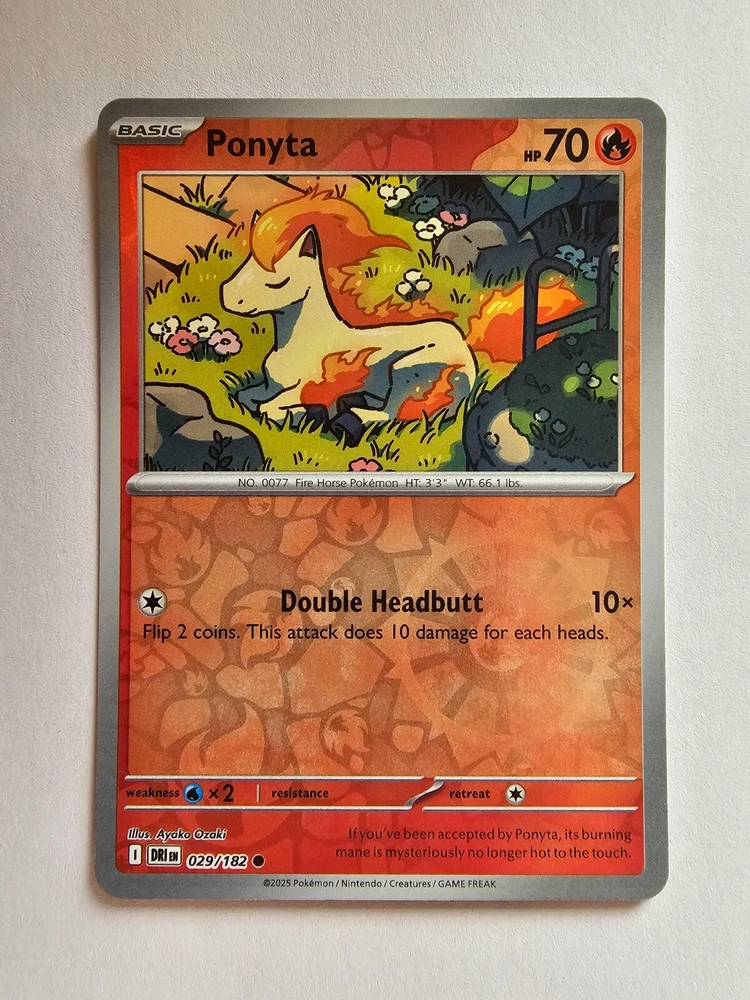 BASIC Ponyta HP 70
NO. 0077 Fire Horse Pokémon HT: 3'3" WT: 66.1 lbs.
Double Headbutt 10×
Flip 2 coins. This attack does 10 damage for each heads.
weakness ×2 resistance retreat
Illus. Ayako Ozaki
If you've been accepted by Ponyta, its burning
mane is mysteriously no longer hot to the touch.
I DRI EN 029/182
©2025 Pokémon / Nintendo / Creatures / GAME FREAK